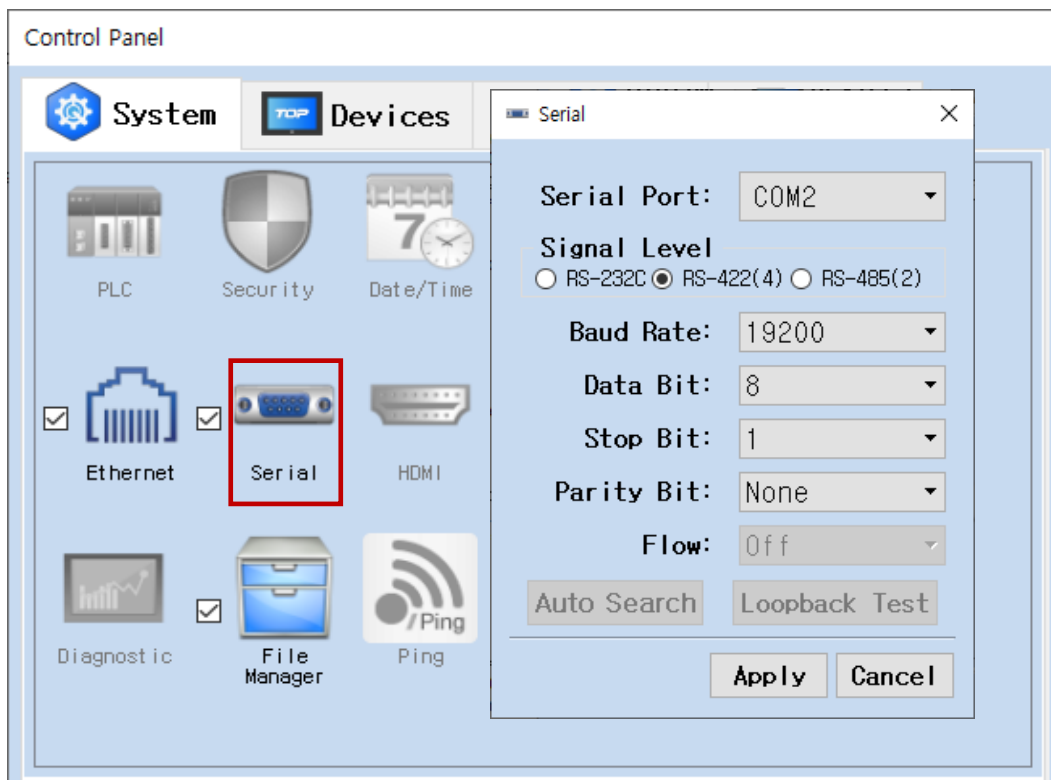 Control Panel
System
TOP
Devices
PLC
Security
7
Date/Time
Ethernet
Serial
HDMI
Diagnostic
File
Manager
/Ping
Ping
Serial
Serial Port: COM2
Signal Level
RS-232C RS-422(4) RS-485(2)
Baud Rate: 19200
Data Bit: 8
Stop Bit: 1
Parity Bit: None
Flow: Off
Auto Search Loopback Test
Apply Cancel